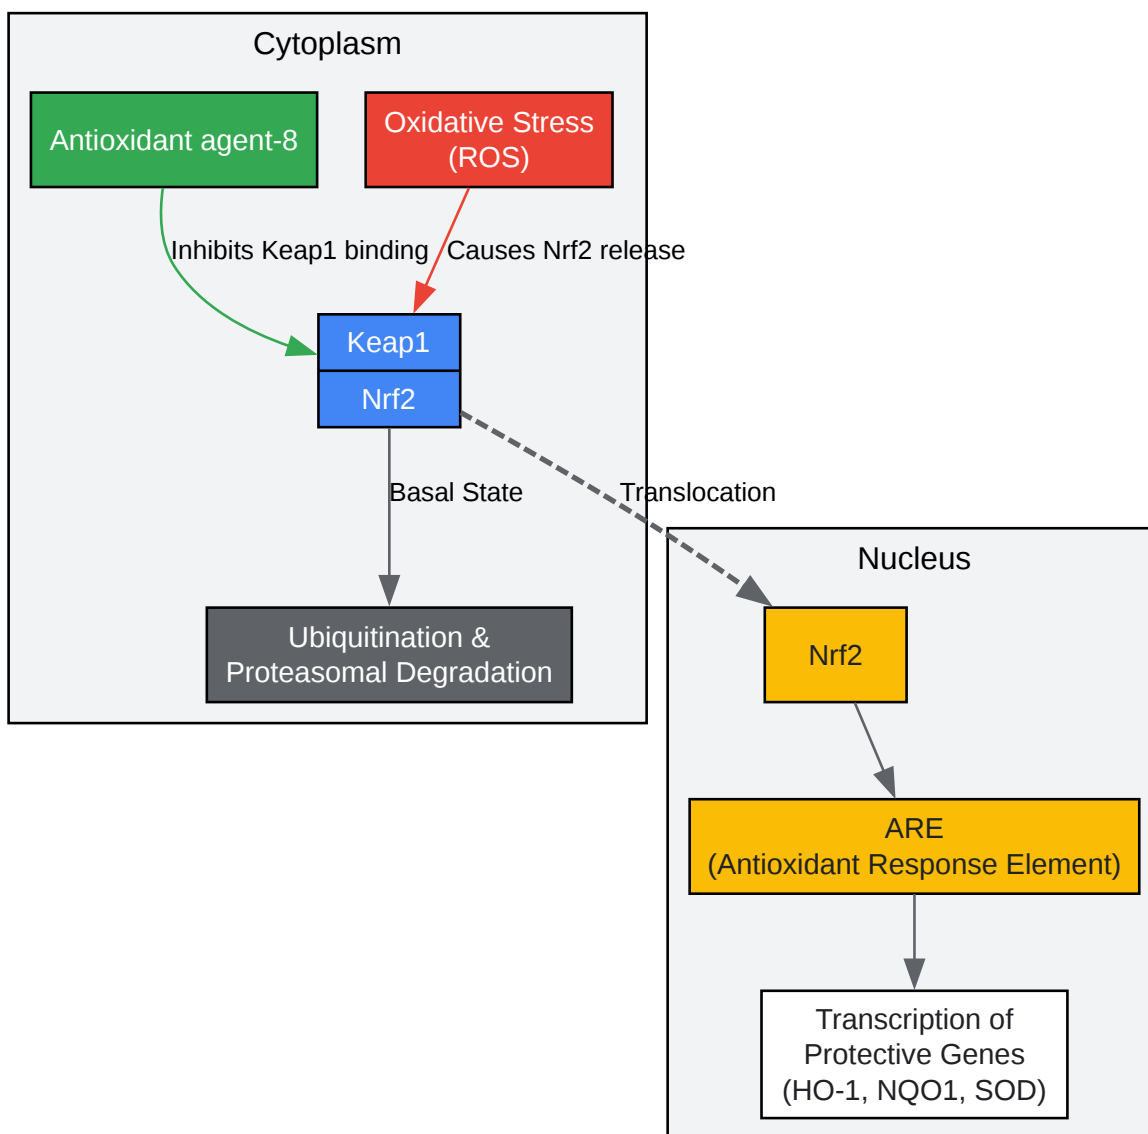 Cytoplasm
Antioxidant agent-8
Oxidative Stress
(ROS)
Inhibits Keap1 binding
Causes Nrf2 release
Keap1
Nrf2
Basal State
Translocation
Ubiquitination &
Proteasomal Degradation
Nucleus
Nrf2
ARE
(Antioxidant Response Element)
Transcription of
Protective Genes
(HO-1, NQO1, SOD)